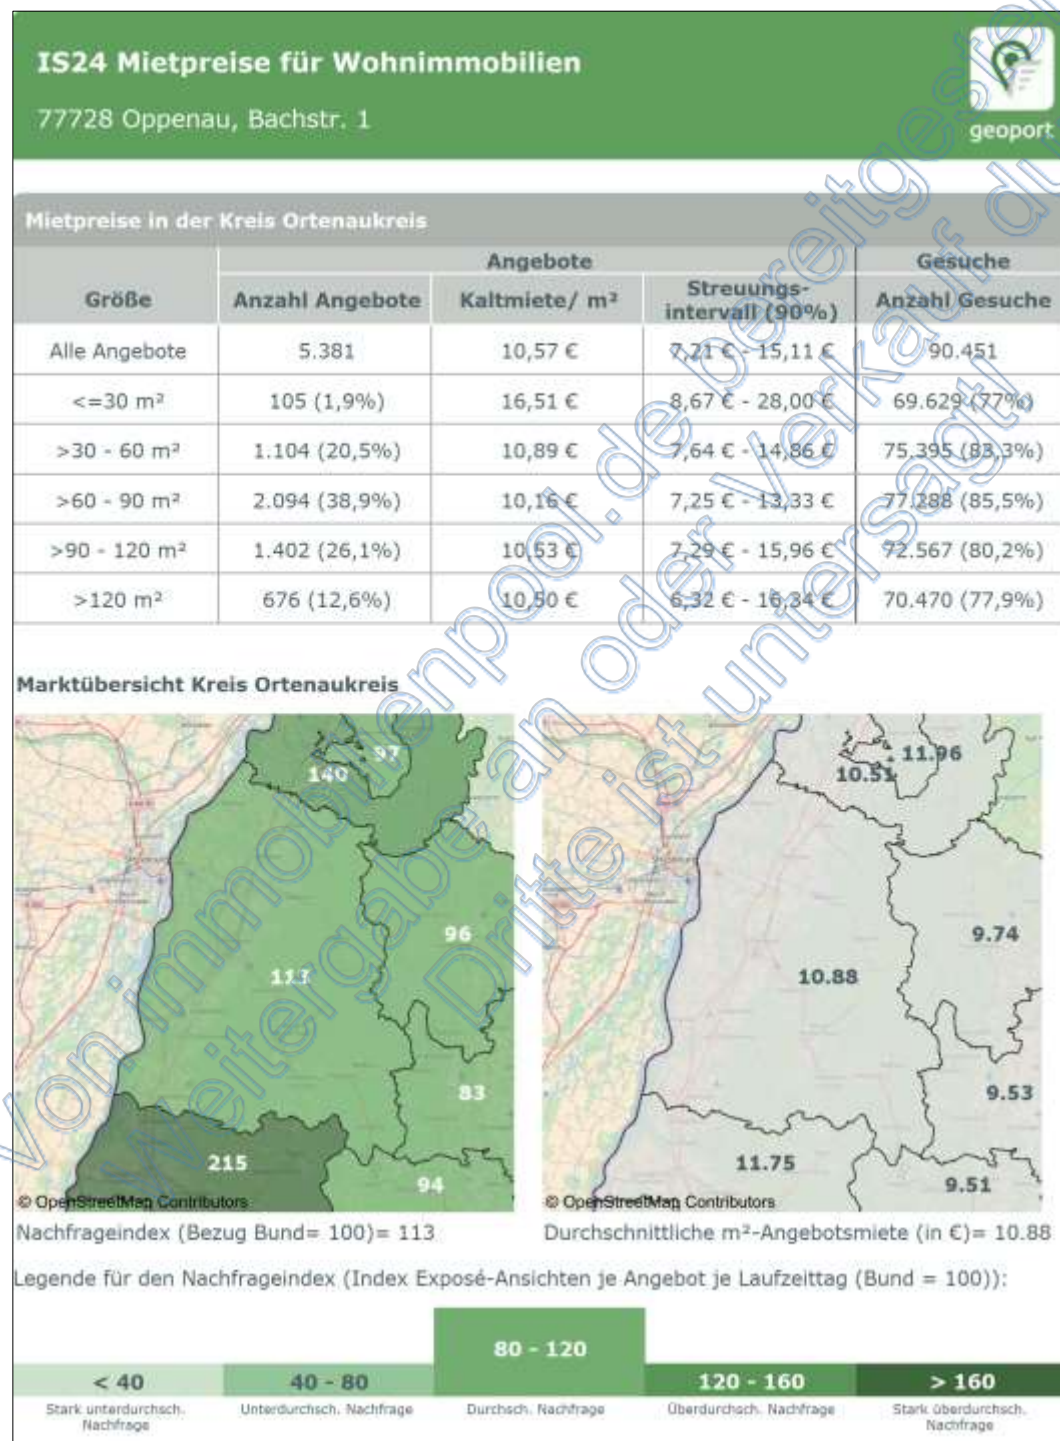 IS24 Mietpreise für Wohnimmobilien
77728 Oppenau, Bachstr. 1
geoport
Mietpreise in der Kreis Ortenaukreis
Angebote Gesuche
Größe Anzahl Angebote Kaltmiete/ m² Streuungs-intervall (90%) Anzahl Gesuche
Alle Angebote 5.381 10,57 € 7,21 € - 15,11 € 90.451
<=30 m² 105 (1,9%) 16,51 € 8,67 € - 28,00 € 69.629 (77%)
>30 - 60 m² 1.104 (20,5%) 10,89 € 7,64 € - 14,86 € 75.395 (83,3%)
>60 - 90 m² 2.094 (38,9%) 10,16 € 7,25 € - 13,33 € 77.288 (85,5%)
>90 - 120 m² 1.402 (26,1%) 10,53 € 7,29 € - 15,96 € 72.567 (80,2%)
>120 m² 676 (12,6%) 10,50 € 6,32 € - 16,34 € 70.470 (77,9%)
Marktübersicht Kreis Ortenaukreis
97
140
96
113
83
215
94
© OpenStreetMap Contributors
11.96
10.51
9.74
10.88
9.53
11.75
9.51
© OpenStreetMap Contributors
Nachfrageindex (Bezug Bund= 100)= 113
Durchschnittliche m²-Angebotsmiete (in €)= 10.88
Legende für den Nachfrageindex (Index Exposé-Ansichten je Angebot je Laufzeittag (Bund = 100)):
< 40 40 - 80 80 - 120 120 - 160 > 160
Stark unterdurchsch. Nachfrage
Unterdurchsch. Nachfrage
Durchsch. Nachfrage
Überdurchsch. Nachfrage
Stark überdurchsch. Nachfrage
Von immobilienpool.de bereitgestel
Weitergabe an oder Verkauf du
Dritte ist untersagt!